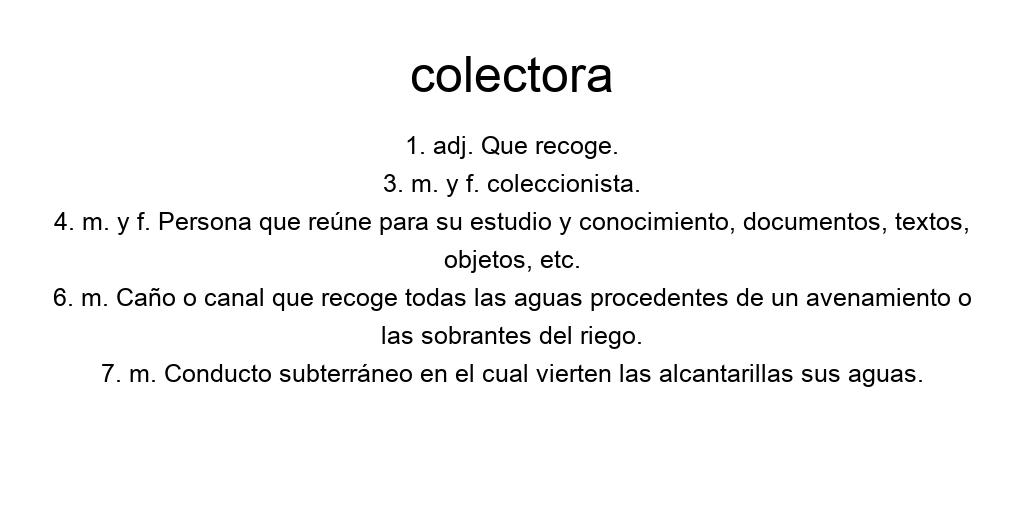 colectora
1. adj. Que recoge.
3. m. y f. coleccionista.
4. m. y f. Persona que reúne para su estudio y conocimiento, documentos, textos,
objetos, etc.
6. m. Caño o canal que recoge todas las aguas procedentes de un avenamiento o
las sobrantes del riego.
7. m. Conducto subterráneo en el cual vierten las alcantarillas sus aguas.